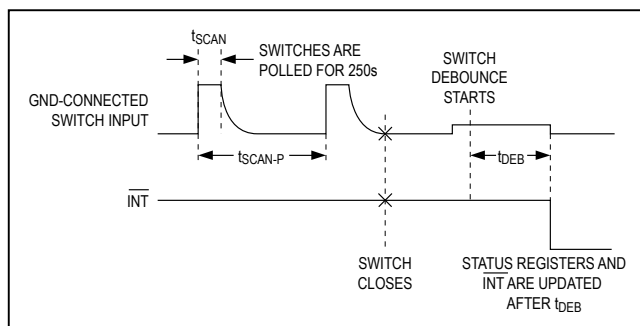 tSCAN
SWITCHES ARE
POLLED FOR 250s
SWITCH
DEBOUNCE
STARTS
GND-CONNECTED
SWITCH INPUT
tSCAN-P
tDEB
INT
SWITCH
CLOSES
STATUS REGISTERS AND
INT ARE UPDATED
AFTER tDEB